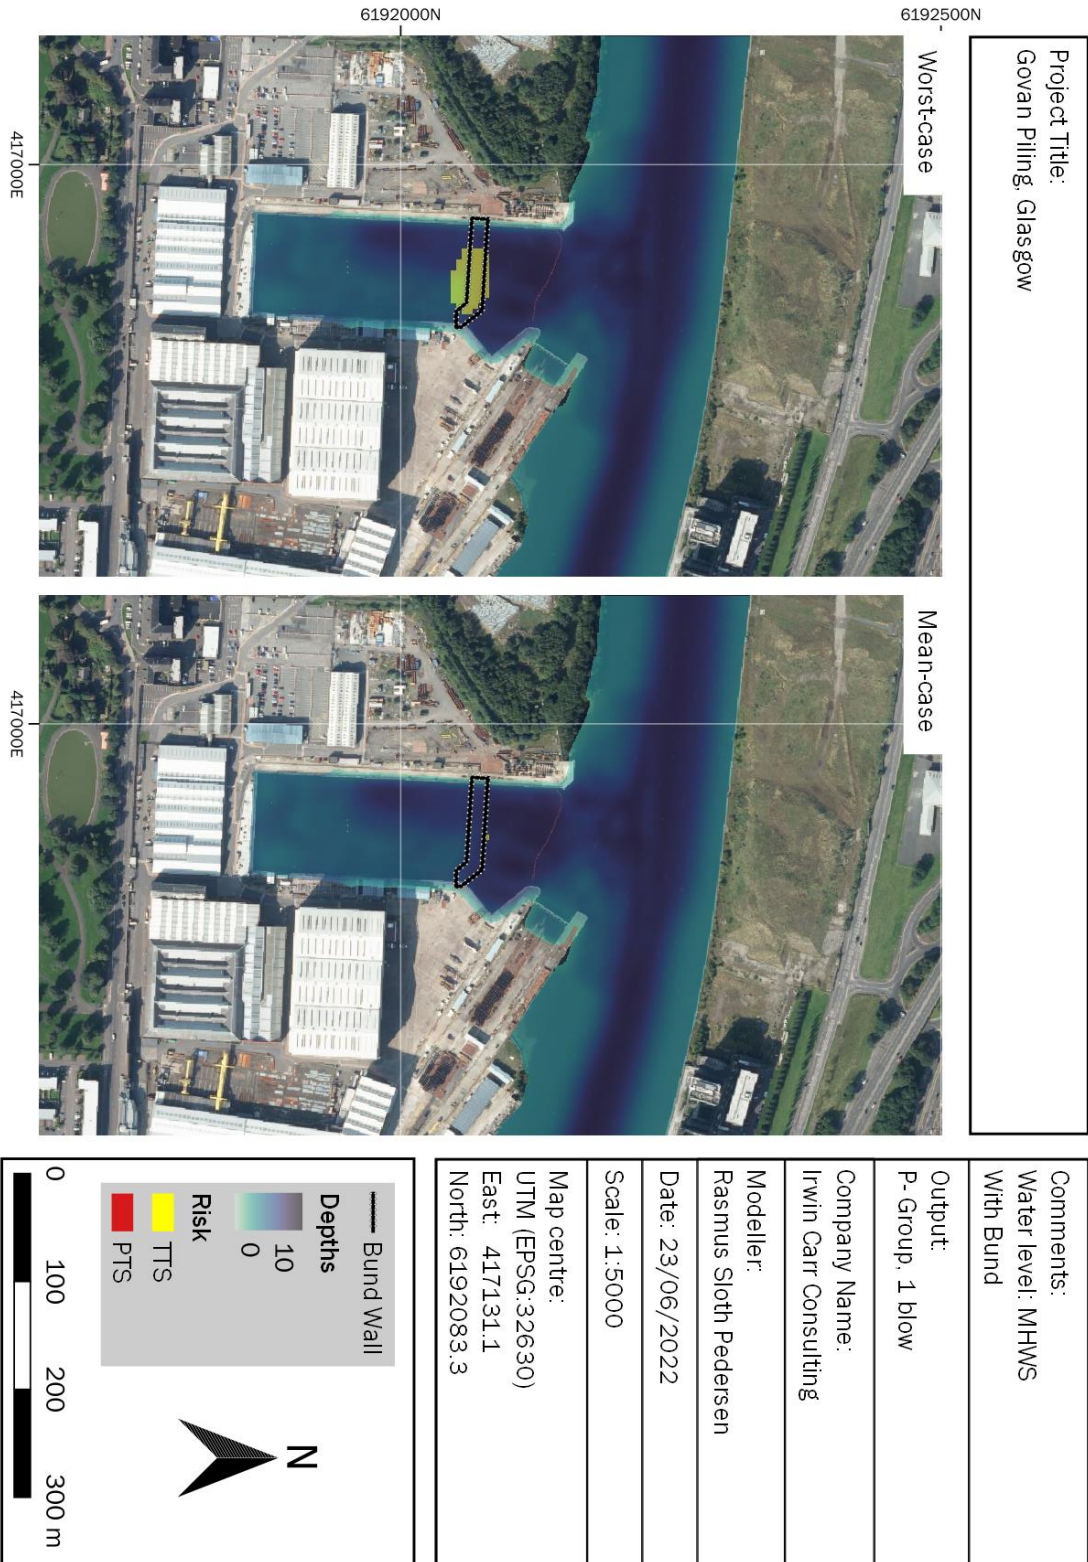 Project Title:
Govan Piling, Glasgow
Worst-case
Mean-case
6192500N
6192000N
417000E
417000E
Comments:
Water level: MHWS
With Bund
Output:
P- Group, 1 blow
Company Name:
Irwin Carr Consulting
Modeller:
Rasmus Sloth Pedersen
Date: 23/06/2022
Scale: 1:5000
Map centre:
UTM (EPSG:32630)
East: 417131.1
North: 6192083.3
Bund Wall
Depths
10
0
Risk
TTS
PTS
N
0 100 200 300 m